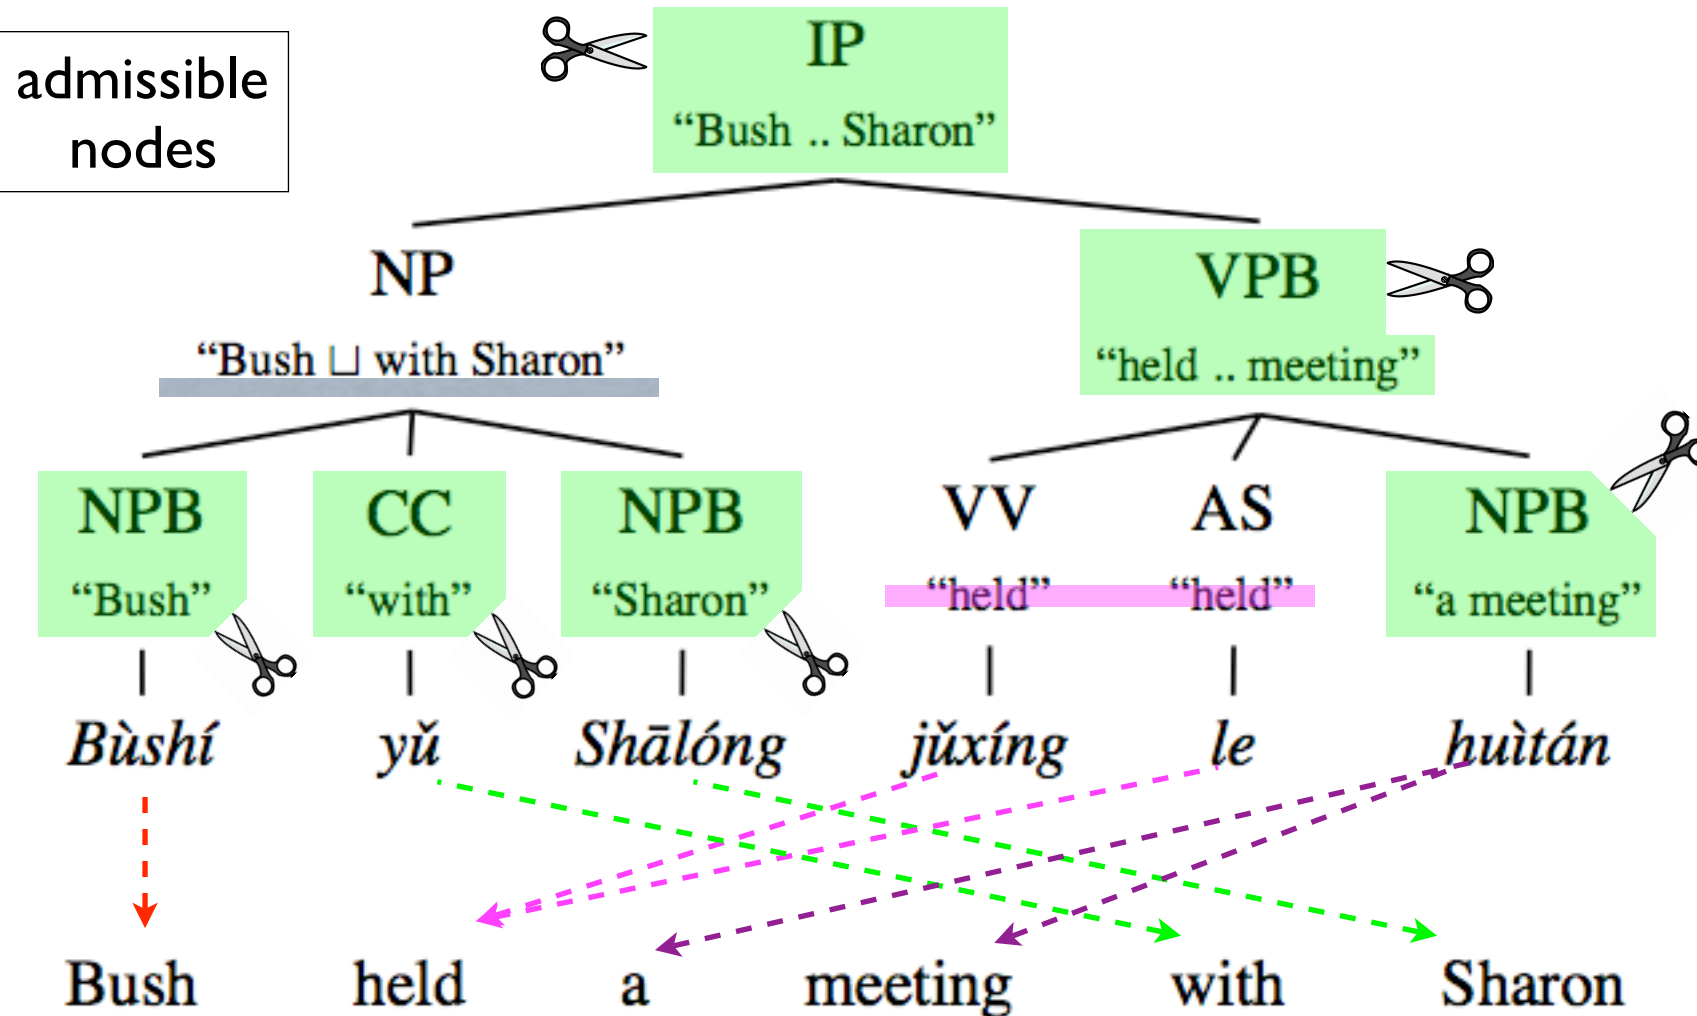 admissible
nodes
IP
“Bush .. Sharon”
NP VPB
“Bush ⊔ with Sharon” “held .. meeting”
NPB CC NPB VV AS NPB
“Bush” “with” “Sharon” “held” “held” “a meeting”
Bùshí yǔ Shālóng jǔxíng le huìtán
Bush held a meeting with Sharon